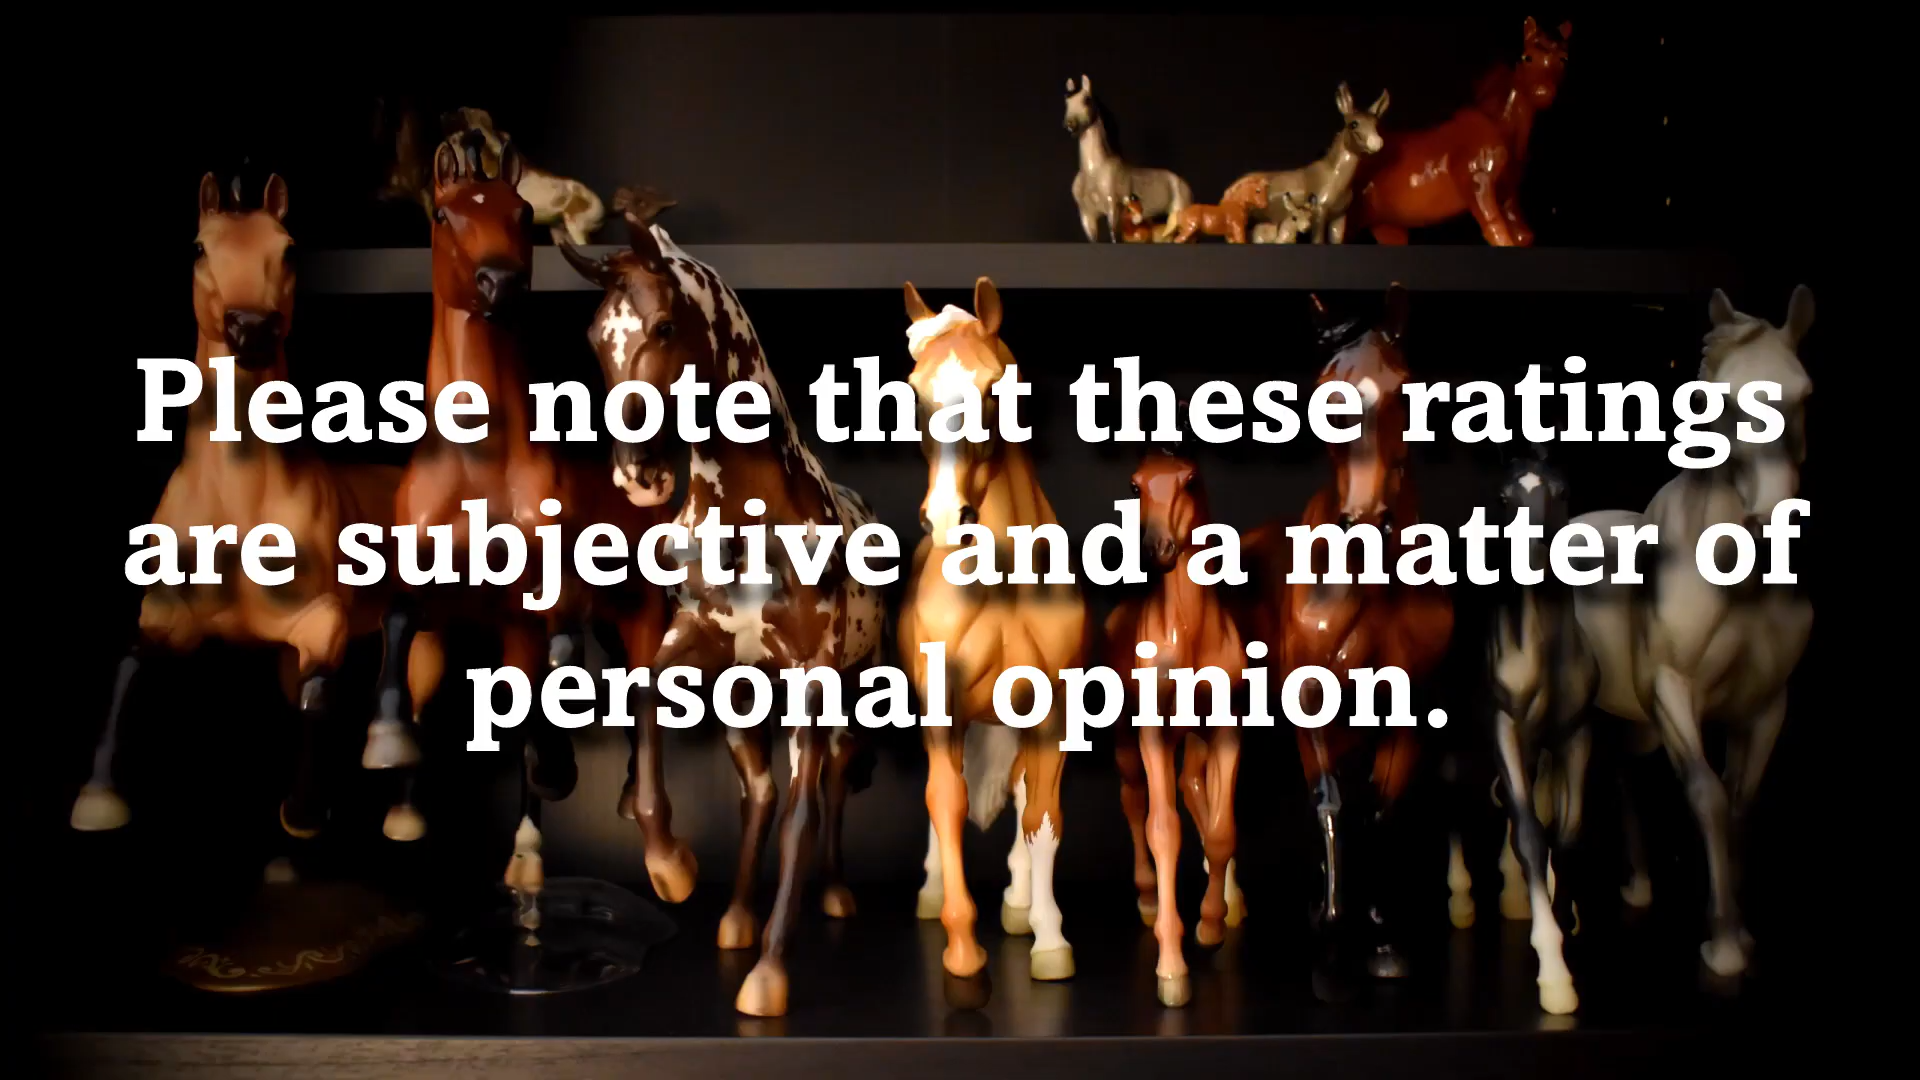 Please note that these ratings
are subjective and a matter of
personal opinion.